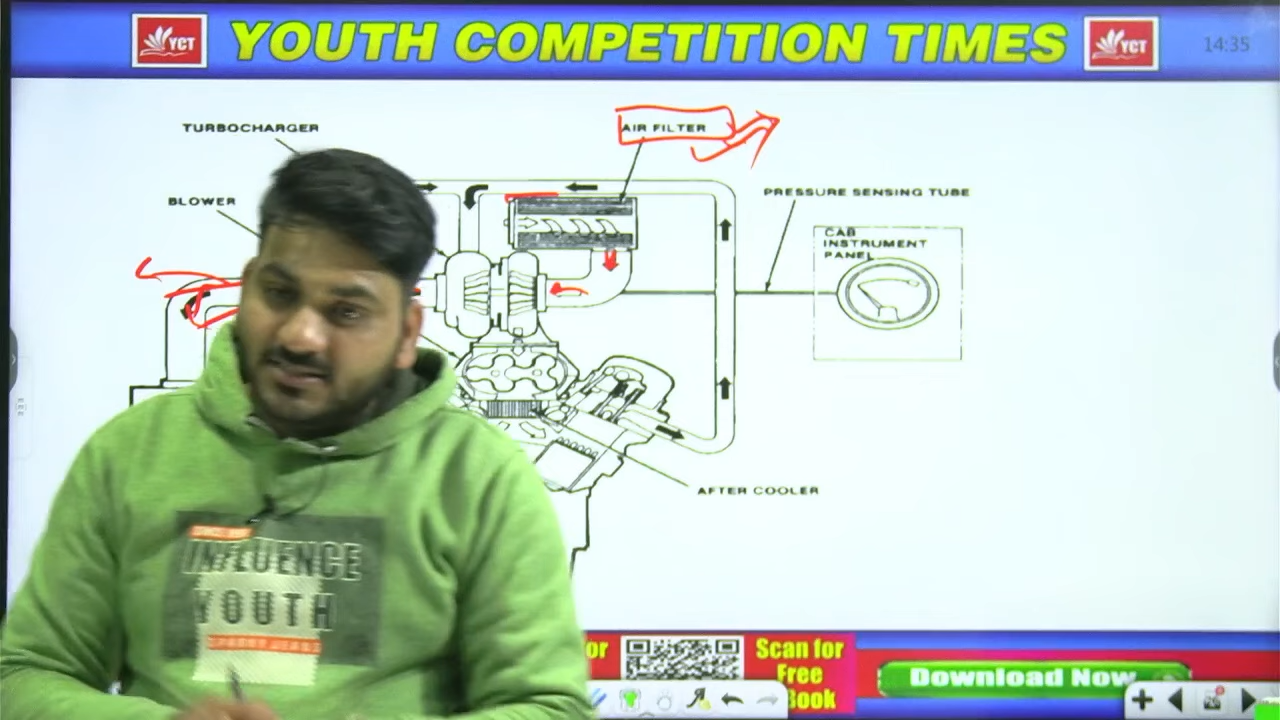 YCT
YOUTH COMPETITION TIMES
YCT
14:35
TURBOCHARGER
AIR FILTER
BLOWER
PRESSURE SENSING TUBE
CAB
INSTRUMENT
PANEL
AFTER COOLER
INFLUENCE
YOUTH
or
Scan for
Free
Book
Download Now